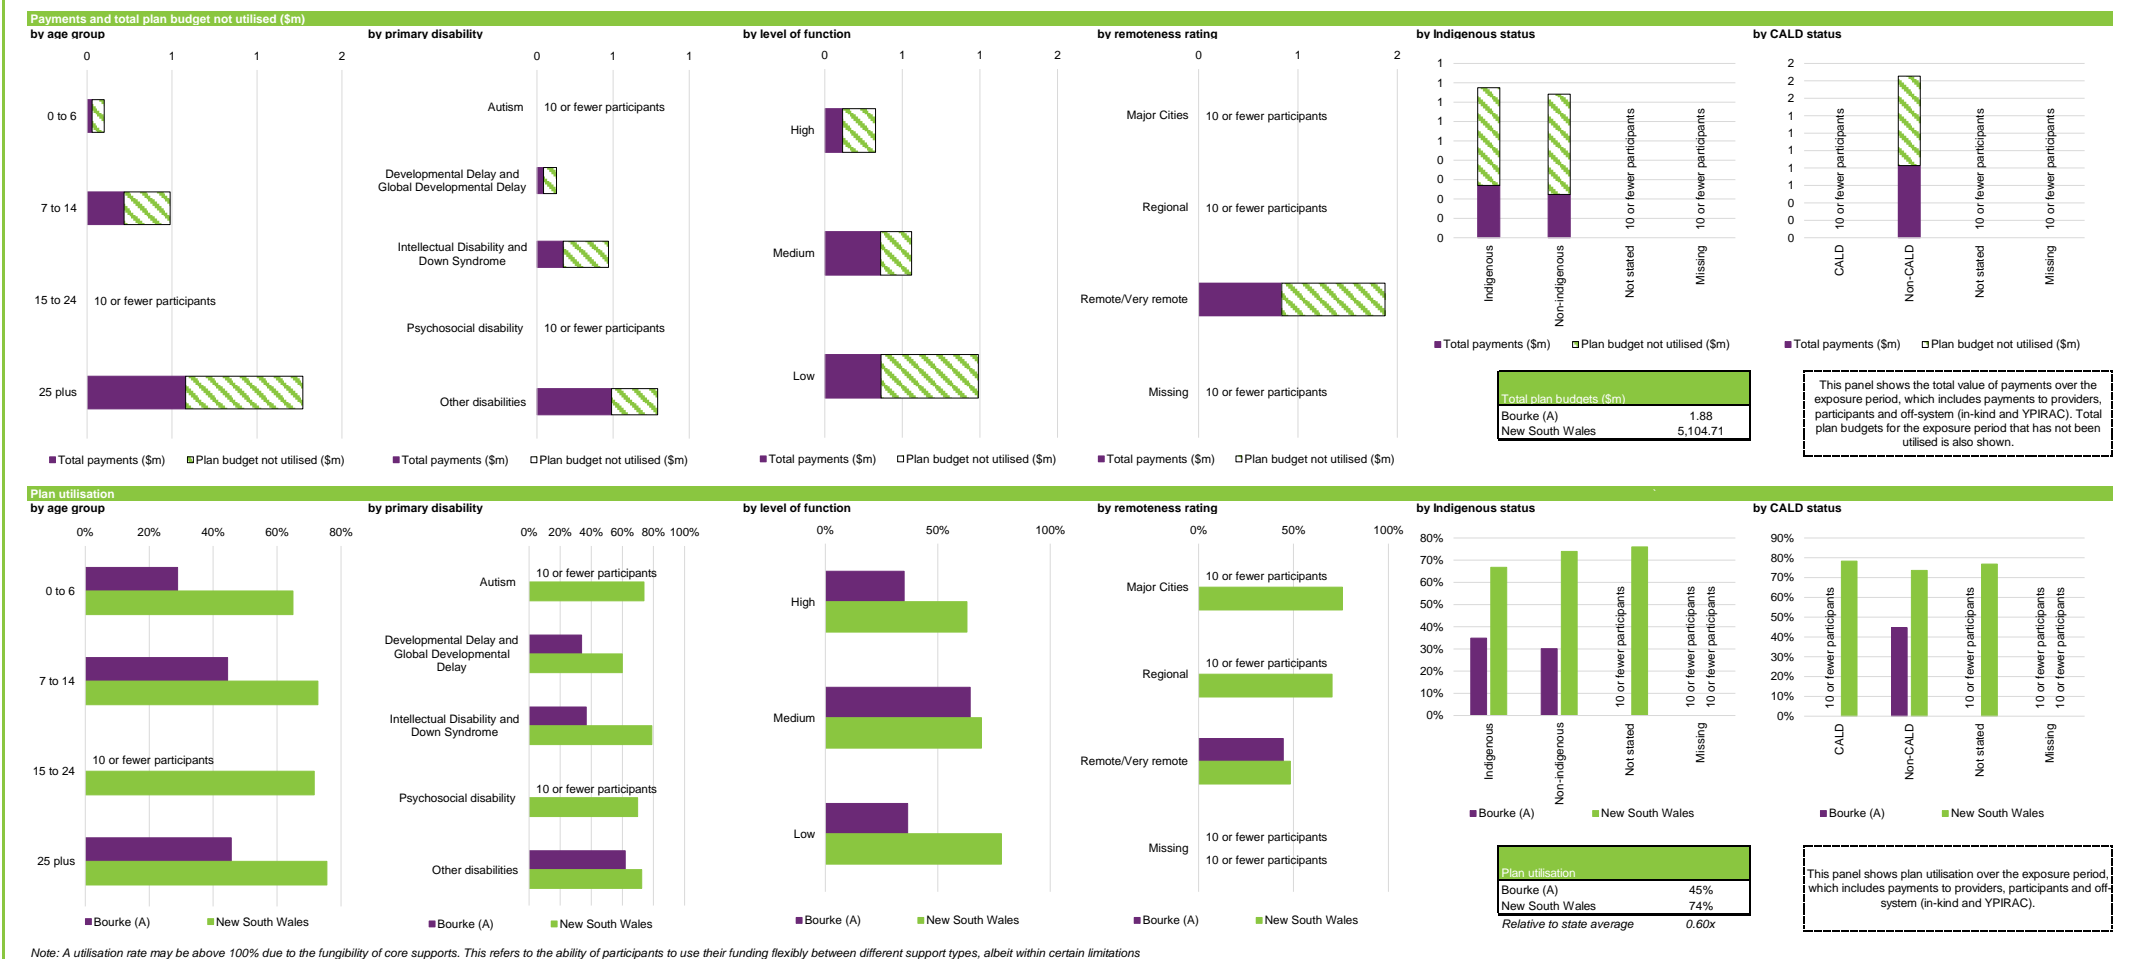 Payments and total plan budget not utilised ($m)
by age group
0 1 1 2
0 to 6
7 to 14
15 to 24
10 or fewer participants
25 plus
Total payments ($m) Plan budget not utilised ($m)
by primary disability
0 1 1
Autism
10 or fewer participants
Developmental Delay and
Global Developmental Delay
Intellectual Disability and
Down Syndrome
Psychosocial disability
10 or fewer participants
Other disabilities
Total payments ($m) Plan budget not utilised ($m)
by level of function
0 1 1 2
High
Medium
Low
Total payments ($m) Plan budget not utilised ($m)
by remoteness rating
0 1 2
Major Cities
10 or fewer participants
Regional
10 or fewer participants
Remote/Very remote
Missing
10 or fewer participants
Total payments ($m) Plan budget not utilised ($m)
by Indigenous status
1
1
1
1
1
0
0
0
0
0
10 or fewer participants
10 or fewer participants
Indigenous
Non-indigenous
Not stated
Missing
Total payments ($m) Plan budget not utilised ($m)
Total plan budgets ($m)
Bourke (A) 1.88
New South Wales 5,104.71
by CALD status
2
2
2
1
1
1
1
1
0
0
0
10 or fewer participants
10 or fewer participants
10 or fewer participants
CALD
Non-CALD
Not stated
Missing
Total payments ($m) Plan budget not utilised ($m)
This panel shows the total value of payments over the
exposure period, which includes payments to providers,
participants and off-system (in-kind and YPIRAC). Total
plan budgets for the exposure period that has not been
utilised is also shown.
Plan utilisation
by age group
0% 20% 40% 60% 80%
0 to 6
7 to 14
15 to 24
10 or fewer participants
25 plus
Bourke (A) New South Wales
by primary disability
0% 20% 40% 60% 80% 100%
Autism
10 or fewer participants
Developmental Delay and
Global Developmental
Delay
Intellectual Disability and
Down Syndrome
Psychosocial disability
10 or fewer participants
Other disabilities
Bourke (A) New South Wales
by level of function
0% 50% 100%
High
Medium
Low
Bourke (A) New South Wales
by remoteness rating
0% 50% 100%
Major Cities
10 or fewer participants
Regional
10 or fewer participants
Remote/Very remote
Missing
10 or fewer participants
10 or fewer participants
Bourke (A) New South Wales
by Indigenous status
80%
70%
60%
50%
40%
30%
20%
10%
0%
10 or fewer participants
10 or fewer participants
10 or fewer participants
Indigenous
Non-indigenous
Not stated
Missing
Bourke (A) New South Wales
Plan utilisation
Bourke (A) 45%
New South Wales 74%
Relative to state average 0.60x
by CALD status
90%
80%
70%
60%
50%
40%
30%
20%
10%
0%
10 or fewer participants
10 or fewer participants
10 or fewer participants
10 or fewer participants
CALD
Non-CALD
Not stated
Missing
Bourke (A) New South Wales
This panel shows plan utilisation over the exposure period,
which includes payments to providers, participants and off-
system (in-kind and YPIRAC).
Note: A utilisation rate may be above 100% due to the fungibility of core supports. This refers to the ability of participants to use their funding flexibly between different support types, albeit within certain limitations